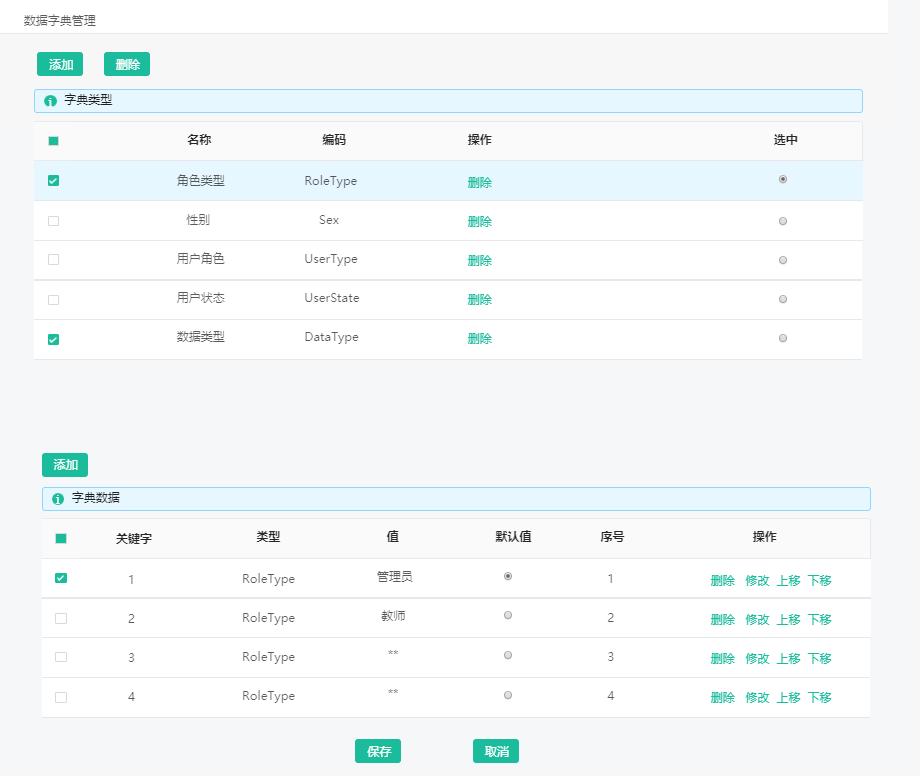 数据字典管理
添加 删除
字典类型
名称 编码 操作 选中
角色类型 RoleType 删除
性别 Sex 删除
用户角色 UserType 删除
用户状态 UserState 删除
数据类型 DataType 删除
添加
字典数据
关键字 类型 值 默认值 序号 操作
1 RoleType 管理员 1 删除 修改 上移 下移
2 RoleType 教师 2 删除 修改 上移 下移
3 RoleType ** 3 删除 修改 上移 下移
4 RoleType ** 4 删除 修改 上移 下移
保存 取消